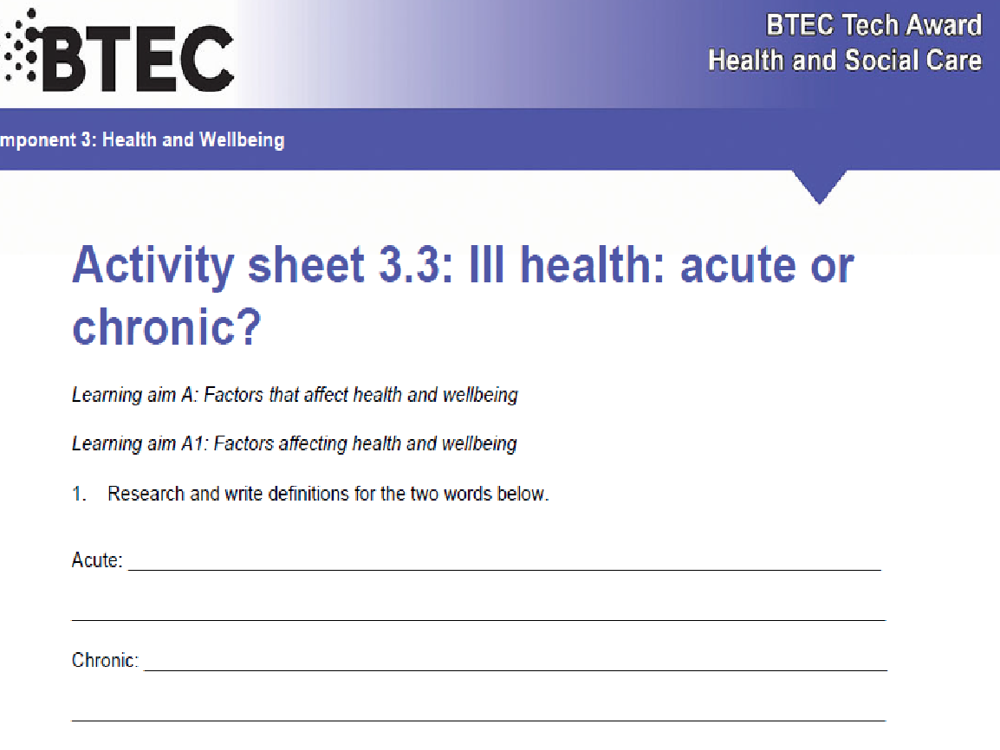 BTEC
BTEC Tech Award
Health and Social Care
mponent 3: Health and Wellbeing
Activity sheet 3.3: Ill health: acute or
chronic?
Learning aim A: Factors that affect health and wellbeing
Learning aim A1: Factors affecting health and wellbeing
1. Research and write definitions for the two words below.
Acute:
Chronic: